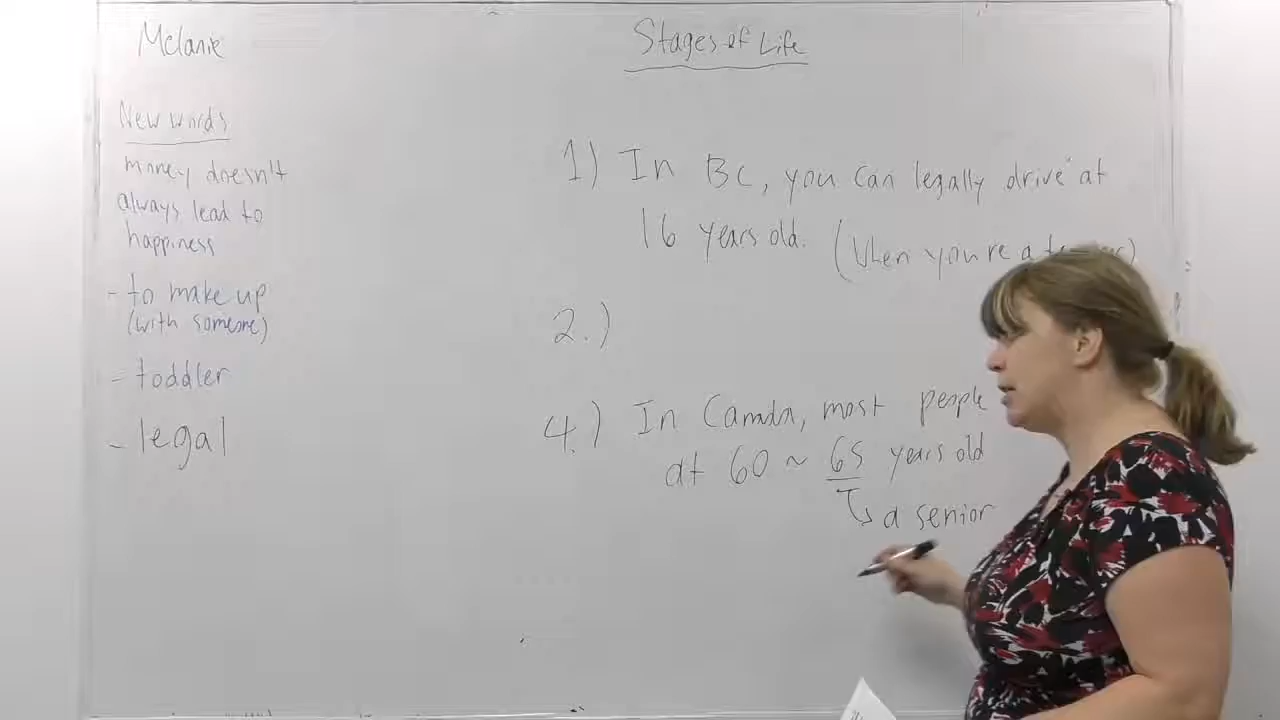 Melanie
Stages of Life
New words
money doesn't
always lead to
happiness
- to make up
(with someone)
- toddler
- legal
1) In BC, you can legally drive at
16 years old. (When you're a
2.)
4.) In Canada, most people
at 60 ~ 65 years old
↳ a senior